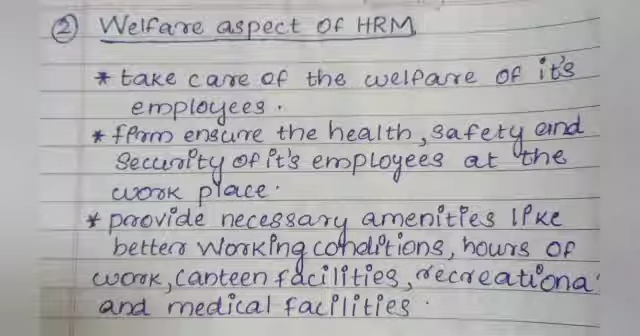 ② Welfare aspect of HRM
* take care of the welfare of it's
employees.
* firm ensure the health, safety and
security of it's employees at the
work place.
* provide necessary amenities like
better working conditions, hours of
work, canteen facilities, recreationa
and medical facilities.